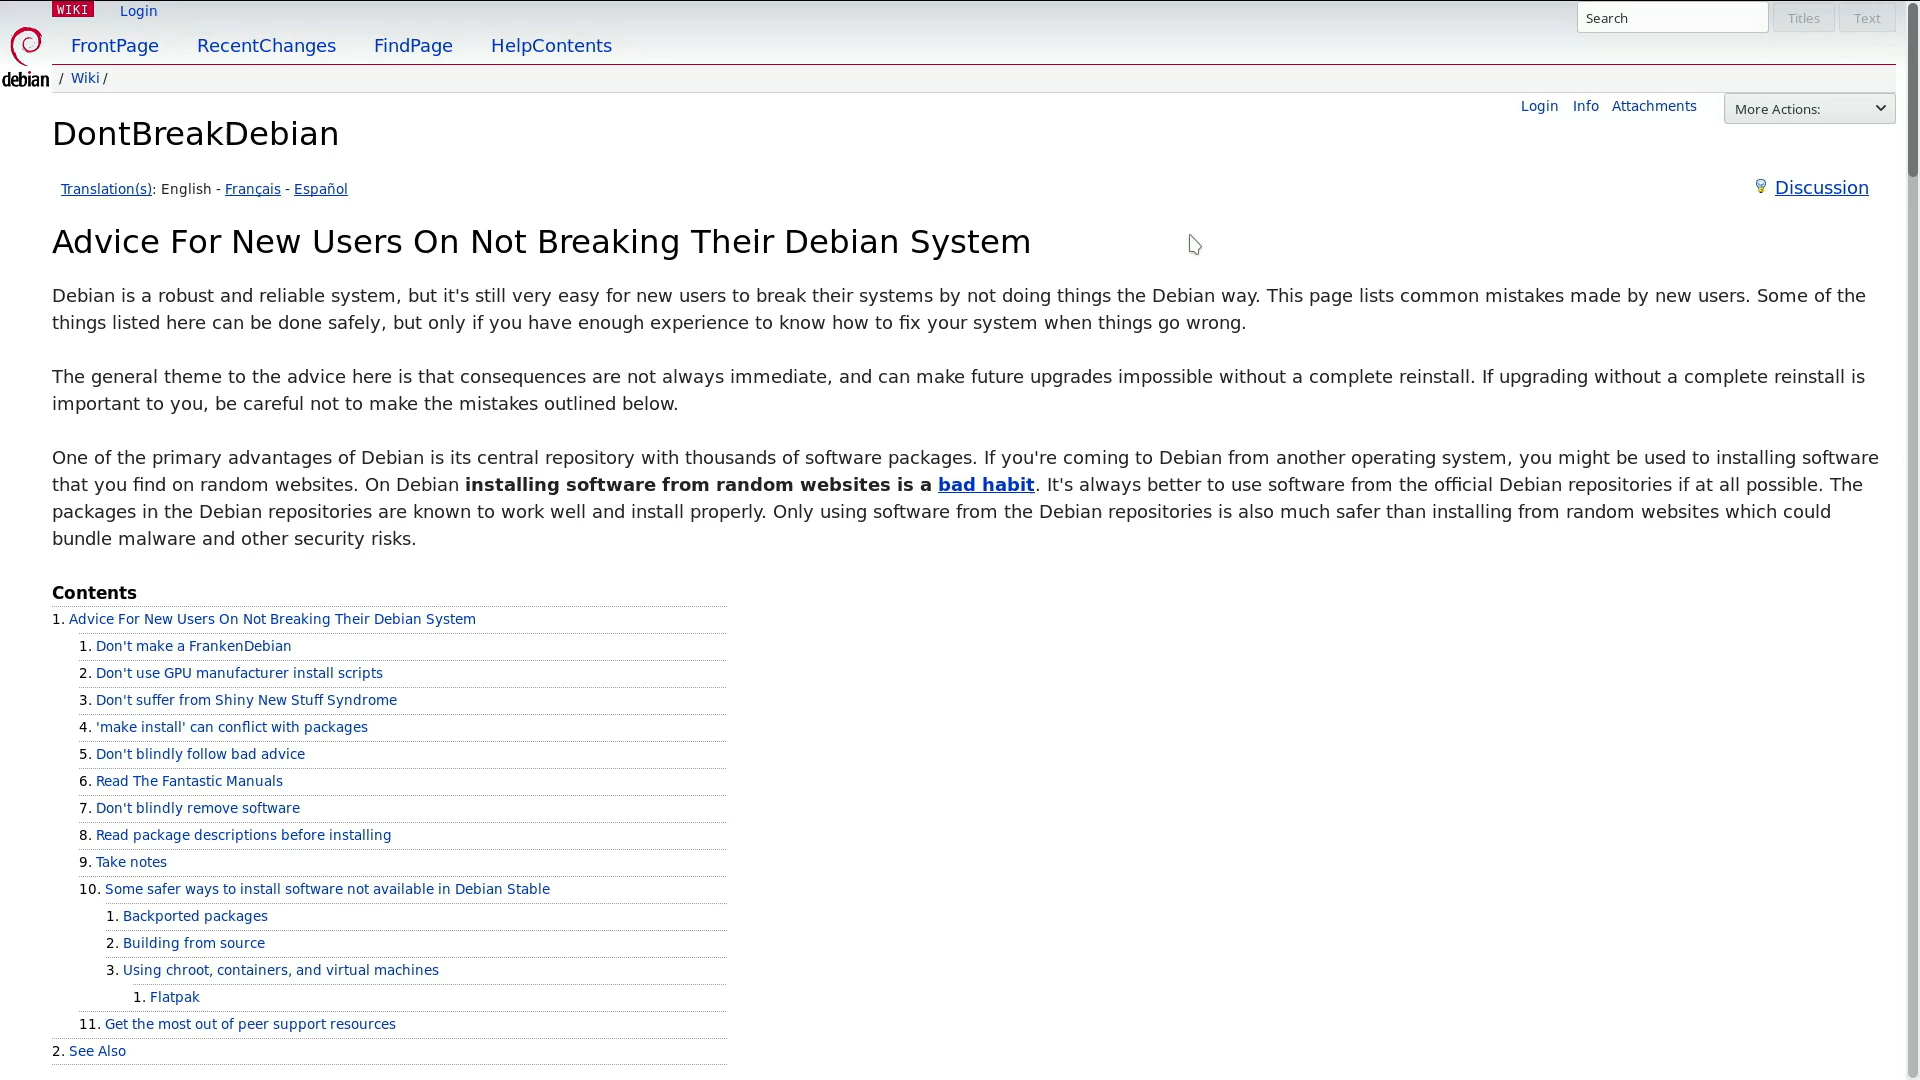 WIKI Login
Search Titles Text
FrontPage RecentChanges FindPage HelpContents
debian
/ Wiki /
Login Info Attachments More Actions:
DontBreakDebian
Translation(s): English - Français - Español
Discussion
Advice For New Users On Not Breaking Their Debian System
Debian is a robust and reliable system, but it's still very easy for new users to break their systems by not doing things the Debian way. This page lists common mistakes made by new users. Some of the
things listed here can be done safely, but only if you have enough experience to know how to fix your system when things go wrong.
The general theme to the advice here is that consequences are not always immediate, and can make future upgrades impossible without a complete reinstall. If upgrading without a complete reinstall is
important to you, be careful not to make the mistakes outlined below.
One of the primary advantages of Debian is its central repository with thousands of software packages. If you're coming to Debian from another operating system, you might be used to installing software
that you find on random websites. On Debian installing software from random websites is a bad habit. It's always better to use software from the official Debian repositories if at all possible. The
packages in the Debian repositories are known to work well and install properly. Only using software from the Debian repositories is also much safer than installing from random websites which could
bundle malware and other security risks.
Contents
1. Advice For New Users On Not Breaking Their Debian System
1. Don't make a FrankenDebian
2. Don't use GPU manufacturer install scripts
3. Don't suffer from Shiny New Stuff Syndrome
4. 'make install' can conflict with packages
5. Don't blindly follow bad advice
6. Read The Fantastic Manuals
7. Don't blindly remove software
8. Read package descriptions before installing
9. Take notes
10. Some safer ways to install software not available in Debian Stable
1. Backported packages
2. Building from source
3. Using chroot, containers, and virtual machines
1. Flatpak
11. Get the most out of peer support resources
2. See Also